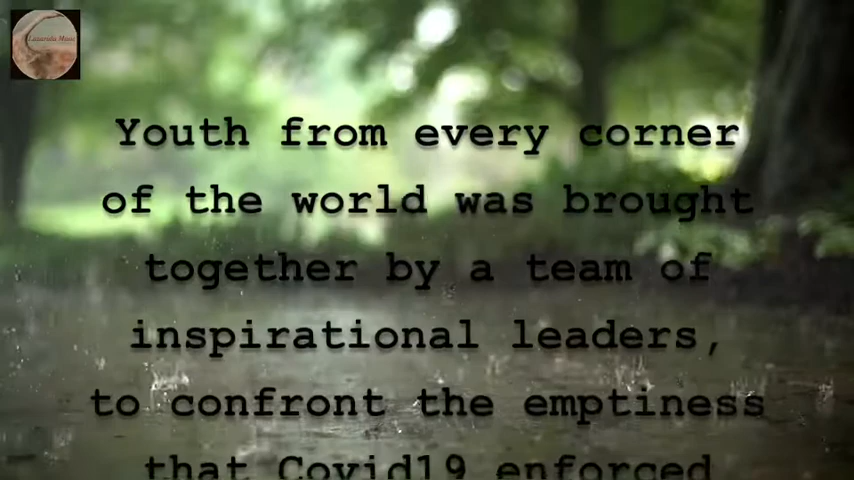 Youth from every corner
of the world was brought
together by a team of
inspirational leaders,
to confront the emptiness
that Covid19 enforced